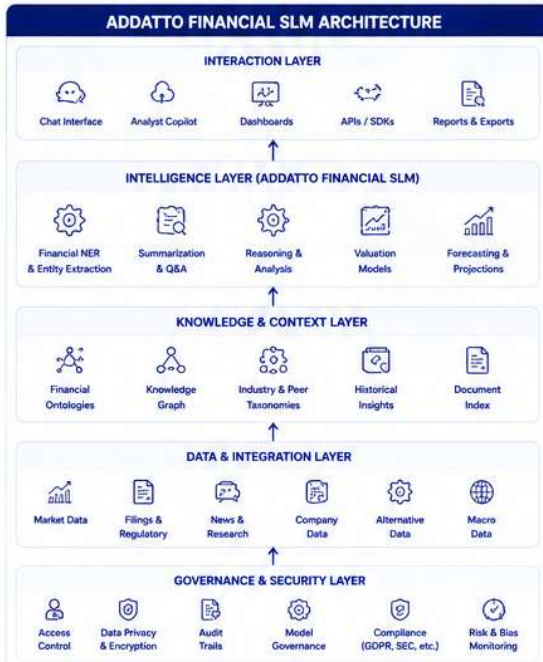 ADDATTO FINANCIAL SLM ARCHITECTURE
INTERACTION LAYER
Chat Interface
Analyst Copilot
Dashboards
APIs / SDKs
Reports & Exports
INTELLIGENCE LAYER (ADDATTO FINANCIAL SLM)
Financial NER
& Entity Extraction
Summarization
& Q&A
Reasoning &
Analysis
Valuation
Models
Forecasting &
Projections
KNOWLEDGE & CONTEXT LAYER
Financial
Ontologies
Knowledge
Graph
Industry & Peer
Taxonomies
Historical
Insights
Document
Index
DATA & INTEGRATION LAYER
Market Data
Filings &
Regulatory
News &
Research
Company
Data
Alternative
Data
Macro
Data
GOVERNANCE & SECURITY LAYER
Access
Control
Data Privacy
& Encryption
Audit
Trails
Model
Governance
Compliance
(GDPR, SEC, etc.)
Risk & Bias
Monitoring